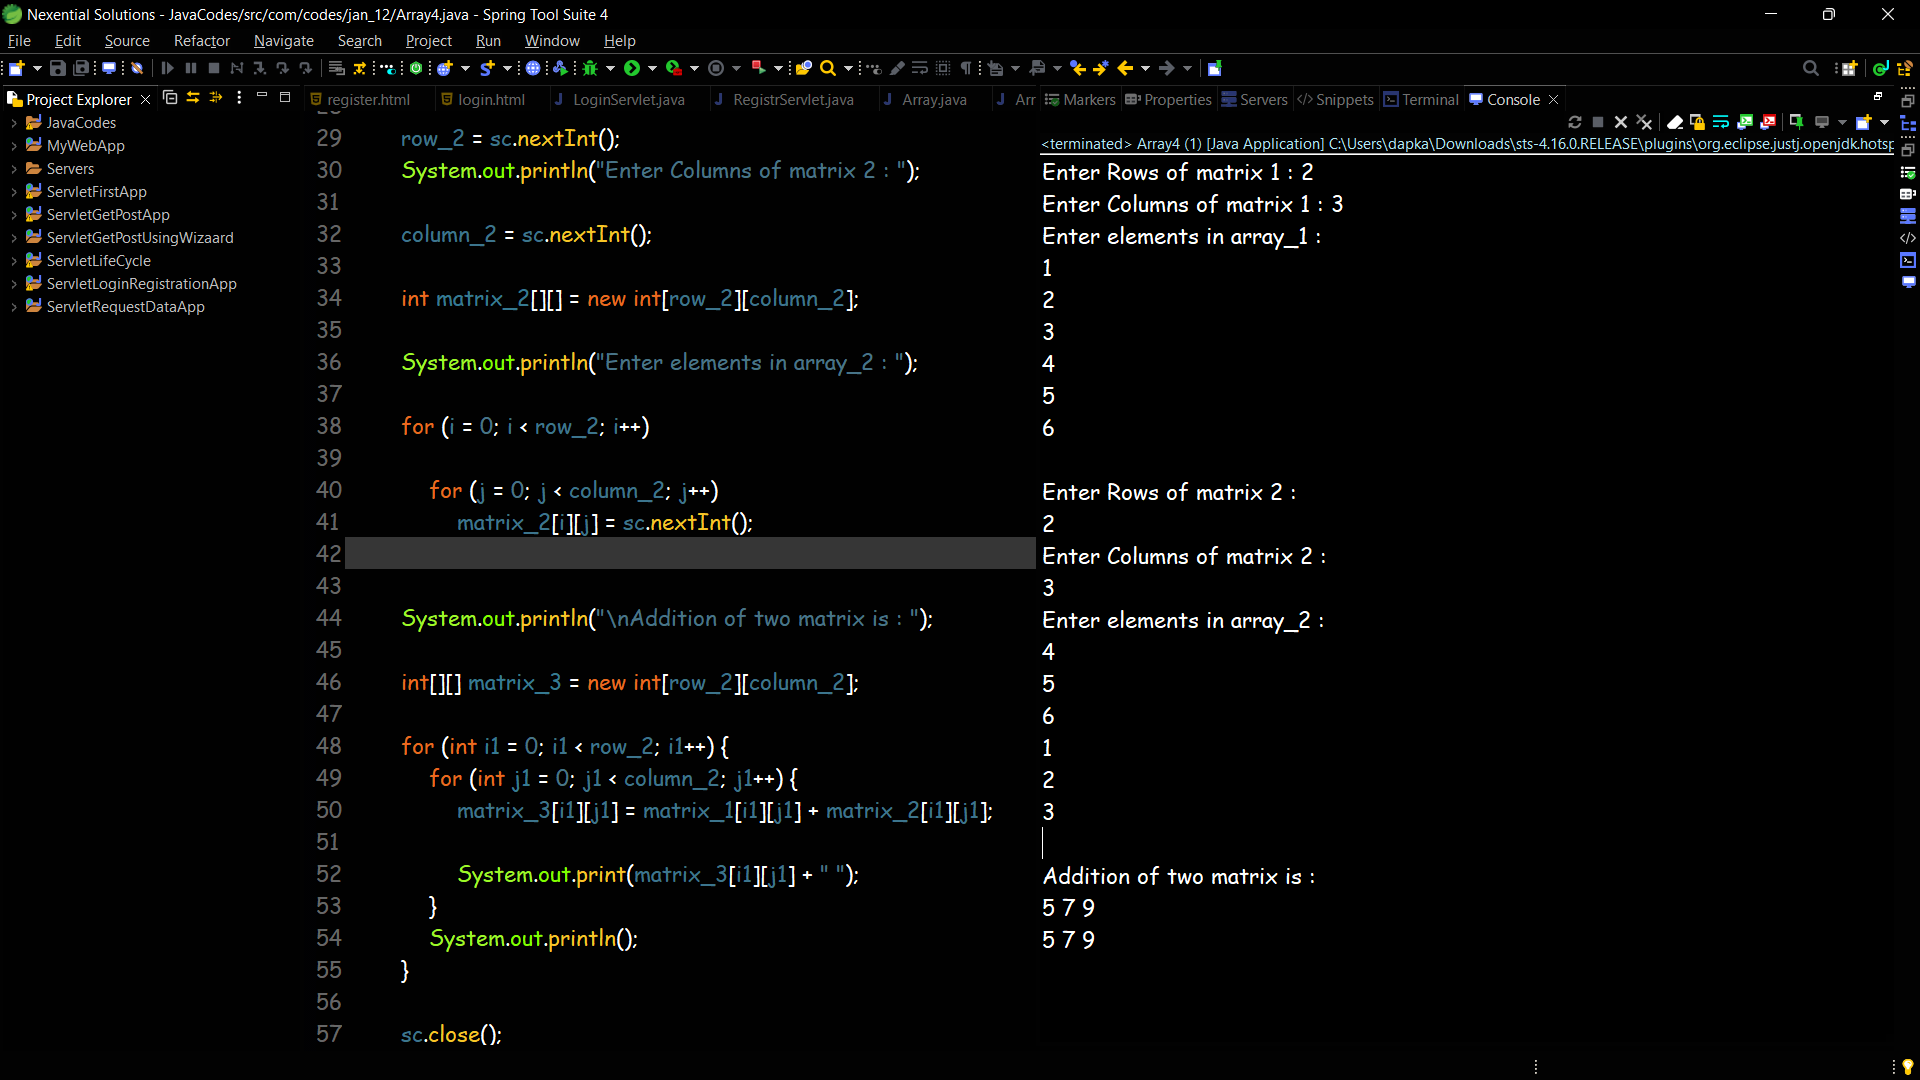 Nexential Solutions - JavaCodes/src/com/codes/jan_12/Array4.java - Spring Tool Suite 4
File Edit Source Refactor Navigate Search Project Run Window Help
Project Explorer
register.html login.html LoginServlet.java RegistrServlet.java Array.java Arr
Markers Properties Servers Snippets Terminal Console
JavaCodes
MyWebApp
Servers
ServletFirstApp
ServletGetPostApp
ServletGetPostUsingWizaard
ServletLifeCycle
ServletLoginRegistrationApp
ServletRequestDataApp
29 row_2 = sc.nextInt();
30 System.out.println("Enter Columns of matrix 2 : ");
31
32 column_2 = sc.nextInt();
33
34 int matrix_2[][] = new int[row_2][column_2];
35
36 System.out.println("Enter elements in array_2 : ");
37
38 for (i = 0; i < row_2; i++)
39
40 for (j = 0; j < column_2; j++)
41 matrix_2[i][j] = sc.nextInt();
42
43
44 System.out.println("\nAddition of two matrix is : ");
45
46 int[][] matrix_3 = new int[row_2][column_2];
47
48 for (int i1 = 0; i1 < row_2; i1++) {
49 for (int j1 = 0; j1 < column_2; j1++) {
50 matrix_3[i1][j1] = matrix_1[i1][j1] + matrix_2[i1][j1];
51
52 System.out.print(matrix_3[i1][j1] + " ");
53 }
54 System.out.println();
55 }
56
57 sc.close();
<terminated> Array4 (1) [Java Application] C:\Users\dapka\Downloads\sts-4.16.0.RELEASE\plugins\org.eclipse.justj.openjdk.hotsp
Enter Rows of matrix 1 : 2
Enter Columns of matrix 1 : 3
Enter elements in array_1 :
1
2
3
4
5
6
Enter Rows of matrix 2 :
2
Enter Columns of matrix 2 :
3
Enter elements in array_2 :
4
5
6
1
2
3
Addition of two matrix is :
5 7 9
5 7 9